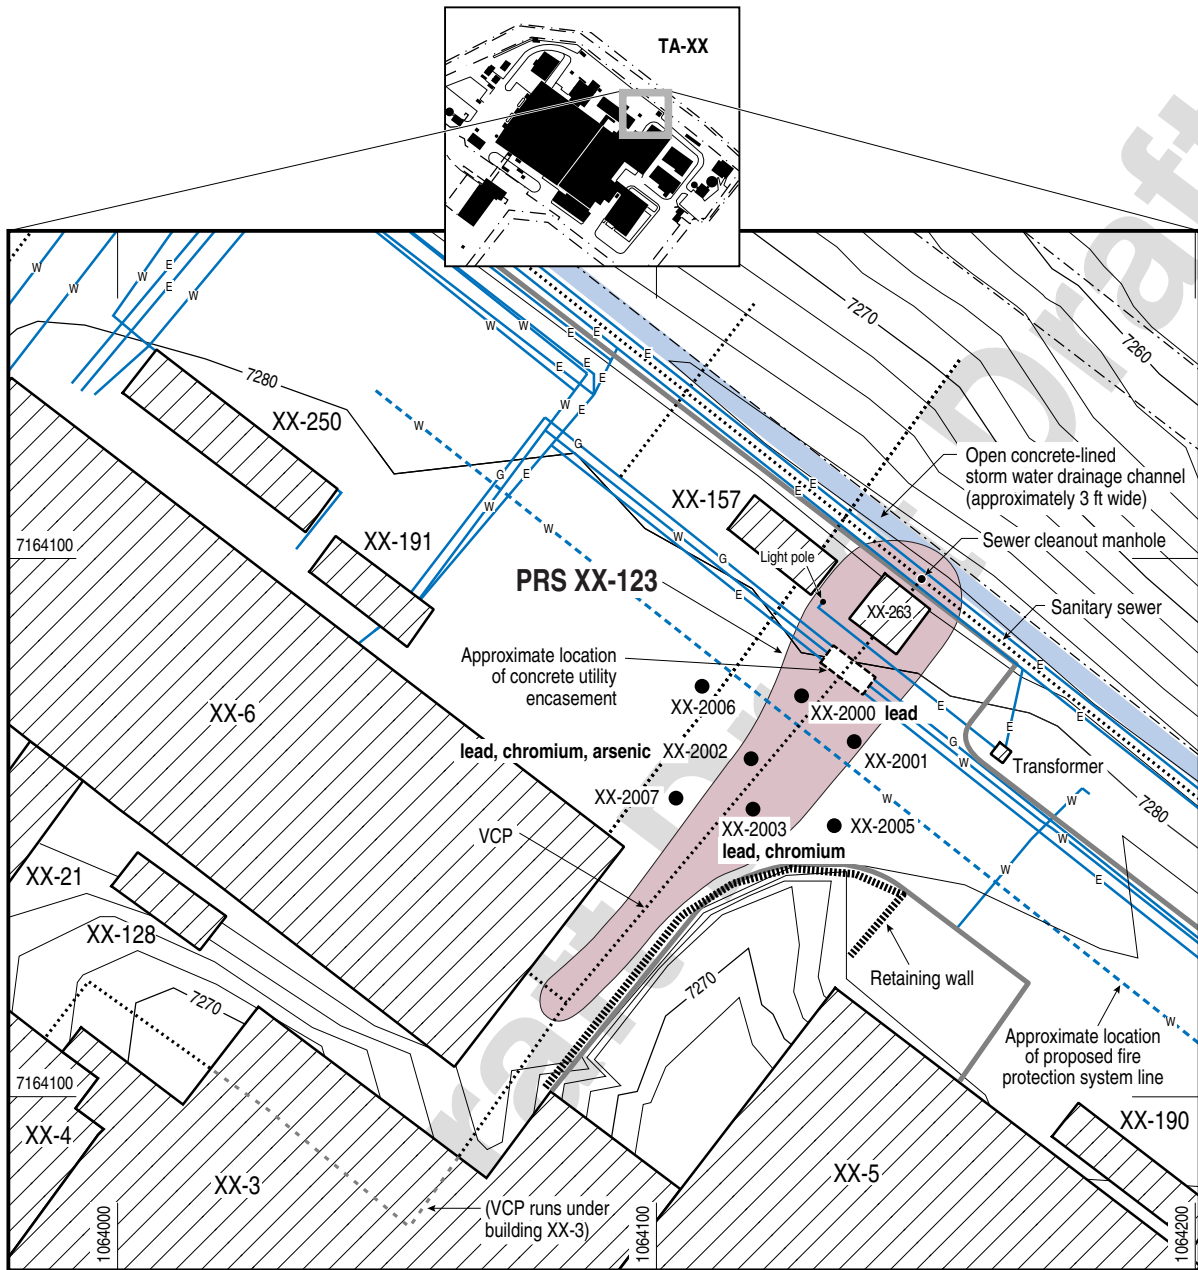 TA-XX
W
W
W
E
E
W
7280
XX-250
W
W
E
E
E
E
E
E
W
E
7270
7260
W
G
G
E
W
W
Open concrete-lined
storm water drainage channel
(approximately 3 ft wide)
E
E
XX-157
7164100
XX-191
W
G
E
Light pole
Sewer cleanout manhole
PRS XX-123
XX-263
Sanitary sewer
Approximate location
of concrete utility
encasement
E
XX-6
XX-2006
XX-2000 lead
E
E
E
G
W
lead, chromium, arsenic XX-2002
XX-2001
Transformer
XX-2007
W
W
7280
XX-2003
lead, chromium
XX-2005
VCP
W
W
E
XX-21
XX-128
Retaining wall
7270
7270
W
Approximate location
of proposed fire
protection system line
7164100
XX-4
XX-190
XX-3
XX-5
(VCP runs under
building XX-3)
1064000
1064100
1064200
Draft
Draft